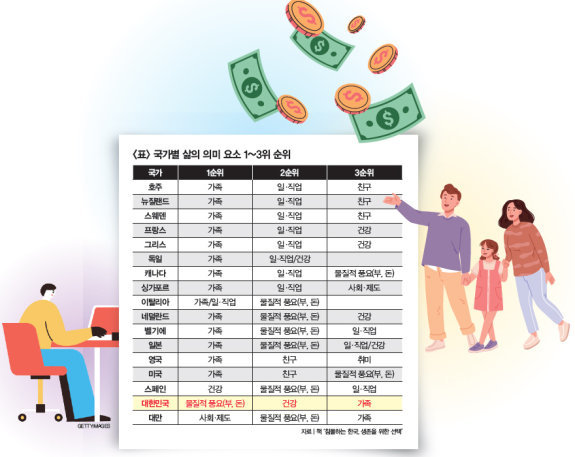 <표> 국가별 삶의 의미 요소 1~3위 순위
국가 1순위 2순위 3순위
호주 가족 일·직업 친구
뉴질랜드 가족 일·직업 친구
스웨덴 가족 일·직업 친구
프랑스 가족 일·직업 건강
그리스 가족 일·직업 건강
독일 가족 일·직업/건강
캐나다 가족 일·직업 물질적 풍요(부, 돈)
싱가포르 가족 일·직업 사회·제도
이탈리아 가족/일·직업 물질적 풍요(부, 돈)
네덜란드 가족 물질적 풍요(부, 돈) 건강
벨기에 가족 물질적 풍요(부, 돈) 일·직업
일본 가족 물질적 풍요(부, 돈) 일·직업/건강
영국 가족 친구 취미
미국 가족 친구 물질적 풍요(부, 돈)
스페인 건강 물질적 풍요(부, 돈) 일·직업
대한민국 물질적 풍요(부, 돈) 건강 가족
대만 사회·제도 물질적 풍요(부, 돈) 가족
자료 | 책 '침몰하는 한국, 생존을 위한 선택'
GETTYIMAGES